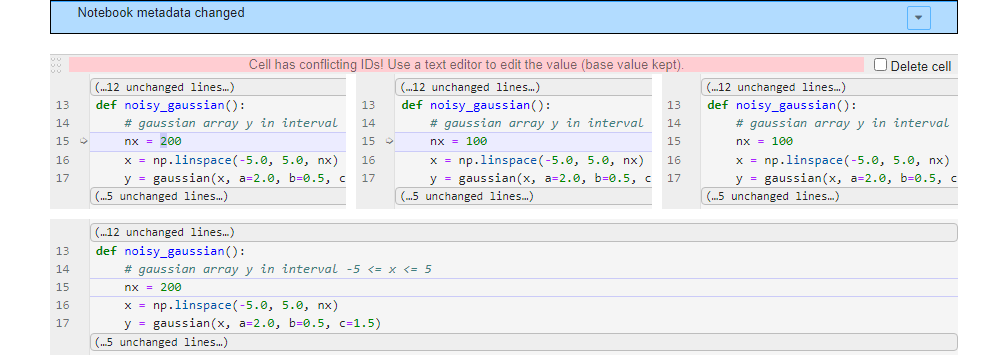 Notebook metadata changed
Cell has conflicting IDs! Use a text editor to edit the value (base value kept).
Delete cell
(…12 unchanged lines…)
13 def noisy_gaussian():
14 # gaussian array y in interval
15 nx = 200
16 x = np.linspace(-5.0, 5.0, nx)
17 y = gaussian(x, a=2.0, b=0.5, c
(…5 unchanged lines…)
(…12 unchanged lines…)
13 def noisy_gaussian():
14 # gaussian array y in interval
15 nx = 100
16 x = np.linspace(-5.0, 5.0, nx)
17 y = gaussian(x, a=2.0, b=0.5, c
(…5 unchanged lines…)
(…12 unchanged lines…)
13 def noisy_gaussian():
14 # gaussian array y in interval
15 nx = 100
16 x = np.linspace(-5.0, 5.0, nx)
17 y = gaussian(x, a=2.0, b=0.5, c
(…5 unchanged lines…)
(…12 unchanged lines…)
13 def noisy_gaussian():
14 # gaussian array y in interval -5 <= x <= 5
15 nx = 200
16 x = np.linspace(-5.0, 5.0, nx)
17 y = gaussian(x, a=2.0, b=0.5, c=1.5)
(…5 unchanged lines…)